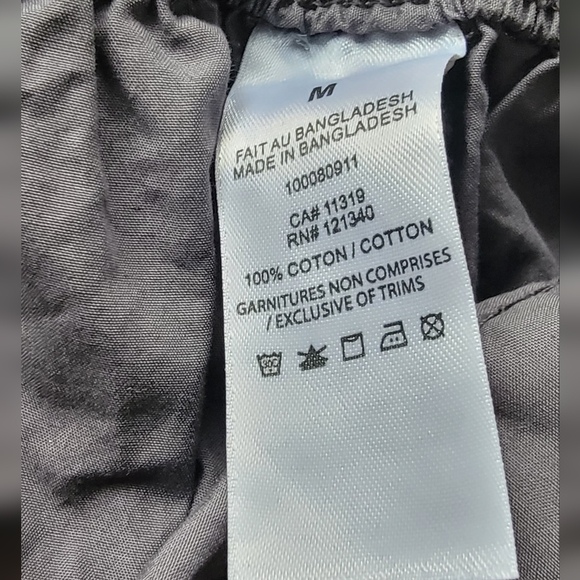 M
FAIT AU BANGLADESH
MADE IN BANGLADESH
100080911
CA# 11319
RN# 121340
100% COTON / COTTON
GARNITURES NON COMPRISES
/ EXCLUSIVE OF TRIMS